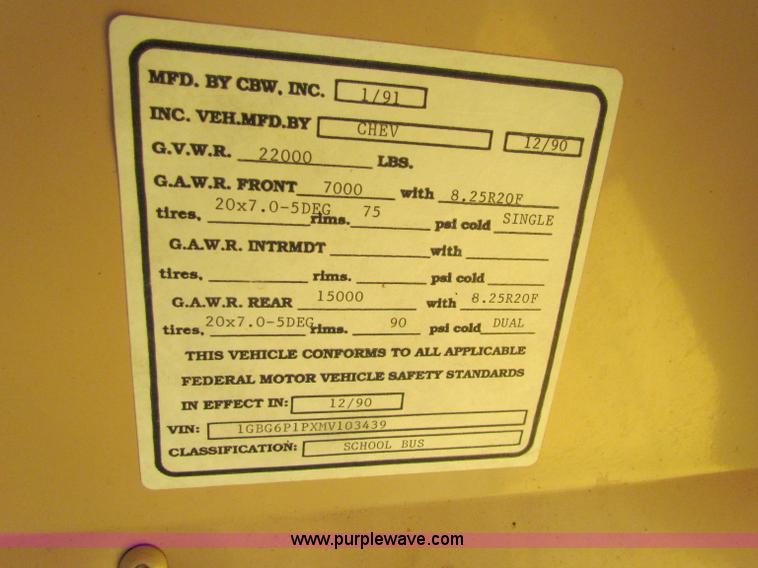 MFD. BY CBW, INC. 1/91
INC. VEH.MFD.BY CHEV 12/90
G.V.W.R. 22000 LBS.
G.A.W.R. FRONT 7000 with 8.25R20F
tires, 20x7.0-5DEG rims. 75 psi cold SINGLE
G.A.W.R. INTRMDT with
tires, rims. psi cold
G.A.W.R. REAR 15000 with 8.25R20F
tires, 20x7.0-5DEG rims. 90 psi cold DUAL
THIS VEHICLE CONFORMS TO ALL APPLICABLE
FEDERAL MOTOR VEHICLE SAFETY STANDARDS
IN EFFECT IN: 12/90
VIN: 1GBG6P1PXMV103439
CLASSIFICATION: SCHOOL BUS
www.purplewave.com